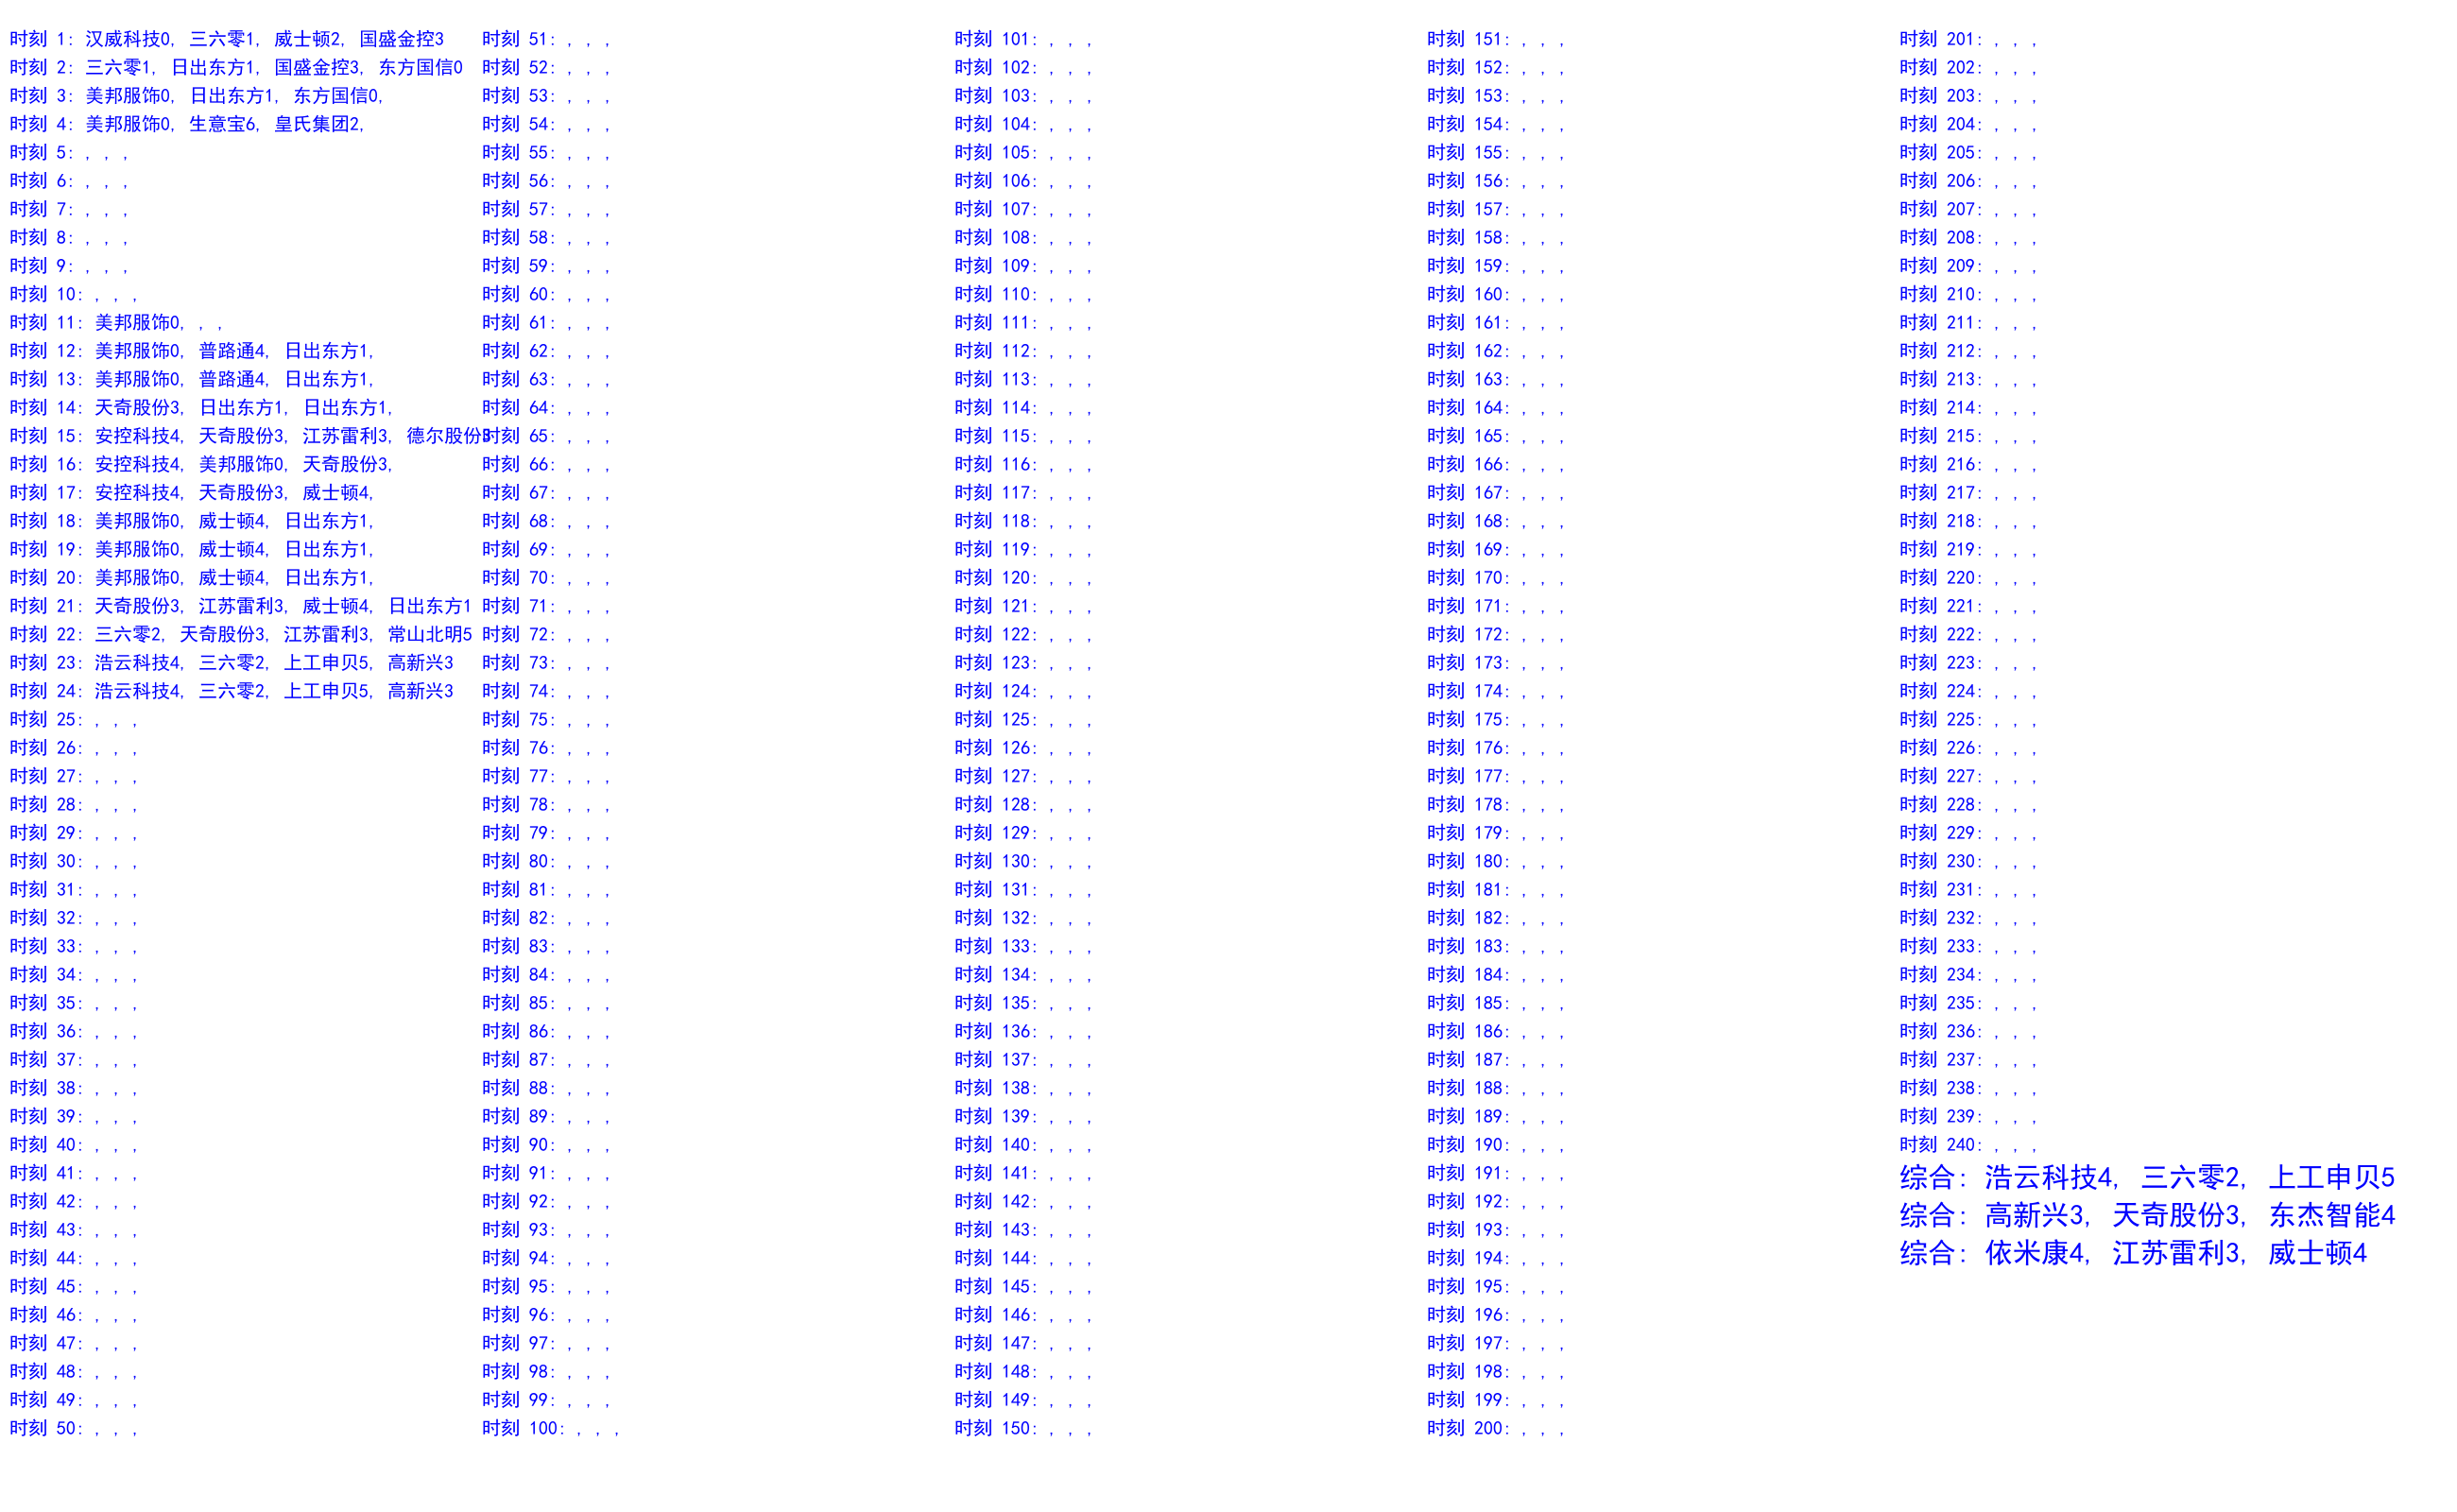 时刻 1: 汉威科技0, 三六零1, 威士顿2, 国盛金控3
时刻 2: 三六零1, 日出东方1, 国盛金控3, 东方国信0
时刻 3: 美邦服饰0, 日出东方1, 东方国信0,
时刻 4: 美邦服饰0, 生意宝6, 皇氏集团2,
时刻 5: , , ,
时刻 6: , , ,
时刻 7: , , ,
时刻 8: , , ,
时刻 9: , , ,
时刻 10: , , ,
时刻 11: 美邦服饰0, , ,
时刻 12: 美邦服饰0, 普路通4, 日出东方1,
时刻 13: 美邦服饰0, 普路通4, 日出东方1,
时刻 14: 天奇股份3, 日出东方1, 日出东方1,
时刻 15: 安控科技4, 天奇股份3, 江苏雷利3, 德尔股份
时刻 16: 安控科技4, 美邦服饰0, 天奇股份3,
时刻 17: 安控科技4, 天奇股份3, 威士顿4,
时刻 18: 美邦服饰0, 威士顿4, 日出东方1,
时刻 19: 美邦服饰0, 威士顿4, 日出东方1,
时刻 20: 美邦服饰0, 威士顿4, 日出东方1,
时刻 21: 天奇股份3, 江苏雷利3, 威士顿4, 日出东方1
时刻 22: 三六零2, 天奇股份3, 江苏雷利3, 常山北明5
时刻 23: 浩云科技4, 三六零2, 上工申贝5, 高新兴3
时刻 24: 浩云科技4, 三六零2, 上工申贝5, 高新兴3
时刻 25: , , ,
时刻 26: , , ,
时刻 27: , , ,
时刻 28: , , ,
时刻 29: , , ,
时刻 30: , , ,
时刻 31: , , ,
时刻 32: , , ,
时刻 33: , , ,
时刻 34: , , ,
时刻 35: , , ,
时刻 36: , , ,
时刻 37: , , ,
时刻 38: , , ,
时刻 39: , , ,
时刻 40: , , ,
时刻 41: , , ,
时刻 42: , , ,
时刻 43: , , ,
时刻 44: , , ,
时刻 45: , , ,
时刻 46: , , ,
时刻 47: , , ,
时刻 48: , , ,
时刻 49: , , ,
时刻 50: , , ,
时刻 51: , , ,
时刻 52: , , ,
时刻 53: , , ,
时刻 54: , , ,
时刻 55: , , ,
时刻 56: , , ,
时刻 57: , , ,
时刻 58: , , ,
时刻 59: , , ,
时刻 60: , , ,
时刻 61: , , ,
时刻 62: , , ,
时刻 63: , , ,
时刻 64: , , ,
时刻 65: , , ,
时刻 66: , , ,
时刻 67: , , ,
时刻 68: , , ,
时刻 69: , , ,
时刻 70: , , ,
时刻 71: , , ,
时刻 72: , , ,
时刻 73: , , ,
时刻 74: , , ,
时刻 75: , , ,
时刻 76: , , ,
时刻 77: , , ,
时刻 78: , , ,
时刻 79: , , ,
时刻 80: , , ,
时刻 81: , , ,
时刻 82: , , ,
时刻 83: , , ,
时刻 84: , , ,
时刻 85: , , ,
时刻 86: , , ,
时刻 87: , , ,
时刻 88: , , ,
时刻 89: , , ,
时刻 90: , , ,
时刻 91: , , ,
时刻 92: , , ,
时刻 93: , , ,
时刻 94: , , ,
时刻 95: , , ,
时刻 96: , , ,
时刻 97: , , ,
时刻 98: , , ,
时刻 99: , , ,
时刻 100: , , ,
时刻 101: , , ,
时刻 102: , , ,
时刻 103: , , ,
时刻 104: , , ,
时刻 105: , , ,
时刻 106: , , ,
时刻 107: , , ,
时刻 108: , , ,
时刻 109: , , ,
时刻 110: , , ,
时刻 111: , , ,
时刻 112: , , ,
时刻 113: , , ,
时刻 114: , , ,
时刻 115: , , ,
时刻 116: , , ,
时刻 117: , , ,
时刻 118: , , ,
时刻 119: , , ,
时刻 120: , , ,
时刻 121: , , ,
时刻 122: , , ,
时刻 123: , , ,
时刻 124: , , ,
时刻 125: , , ,
时刻 126: , , ,
时刻 127: , , ,
时刻 128: , , ,
时刻 129: , , ,
时刻 130: , , ,
时刻 131: , , ,
时刻 132: , , ,
时刻 133: , , ,
时刻 134: , , ,
时刻 135: , , ,
时刻 136: , , ,
时刻 137: , , ,
时刻 138: , , ,
时刻 139: , , ,
时刻 140: , , ,
时刻 141: , , ,
时刻 142: , , ,
时刻 143: , , ,
时刻 144: , , ,
时刻 145: , , ,
时刻 146: , , ,
时刻 147: , , ,
时刻 148: , , ,
时刻 149: , , ,
时刻 150: , , ,
时刻 151: , , ,
时刻 152: , , ,
时刻 153: , , ,
时刻 154: , , ,
时刻 155: , , ,
时刻 156: , , ,
时刻 157: , , ,
时刻 158: , , ,
时刻 159: , , ,
时刻 160: , , ,
时刻 161: , , ,
时刻 162: , , ,
时刻 163: , , ,
时刻 164: , , ,
时刻 165: , , ,
时刻 166: , , ,
时刻 167: , , ,
时刻 168: , , ,
时刻 169: , , ,
时刻 170: , , ,
时刻 171: , , ,
时刻 172: , , ,
时刻 173: , , ,
时刻 174: , , ,
时刻 175: , , ,
时刻 176: , , ,
时刻 177: , , ,
时刻 178: , , ,
时刻 179: , , ,
时刻 180: , , ,
时刻 181: , , ,
时刻 182: , , ,
时刻 183: , , ,
时刻 184: , , ,
时刻 185: , , ,
时刻 186: , , ,
时刻 187: , , ,
时刻 188: , , ,
时刻 189: , , ,
时刻 190: , , ,
时刻 191: , , ,
时刻 192: , , ,
时刻 193: , , ,
时刻 194: , , ,
时刻 195: , , ,
时刻 196: , , ,
时刻 197: , , ,
时刻 198: , , ,
时刻 199: , , ,
时刻 200: , , ,
时刻 201: , , ,
时刻 202: , , ,
时刻 203: , , ,
时刻 204: , , ,
时刻 205: , , ,
时刻 206: , , ,
时刻 207: , , ,
时刻 208: , , ,
时刻 209: , , ,
时刻 210: , , ,
时刻 211: , , ,
时刻 212: , , ,
时刻 213: , , ,
时刻 214: , , ,
时刻 215: , , ,
时刻 216: , , ,
时刻 217: , , ,
时刻 218: , , ,
时刻 219: , , ,
时刻 220: , , ,
时刻 221: , , ,
时刻 222: , , ,
时刻 223: , , ,
时刻 224: , , ,
时刻 225: , , ,
时刻 226: , , ,
时刻 227: , , ,
时刻 228: , , ,
时刻 229: , , ,
时刻 230: , , ,
时刻 231: , , ,
时刻 232: , , ,
时刻 233: , , ,
时刻 234: , , ,
时刻 235: , , ,
时刻 236: , , ,
时刻 237: , , ,
时刻 238: , , ,
时刻 239: , , ,
时刻 240: , , ,
综合: 浩云科技4, 三六零2, 上工申贝5
综合: 高新兴3, 天奇股份3, 东杰智能4
综合: 依米康4, 江苏雷利3, 威士顿4